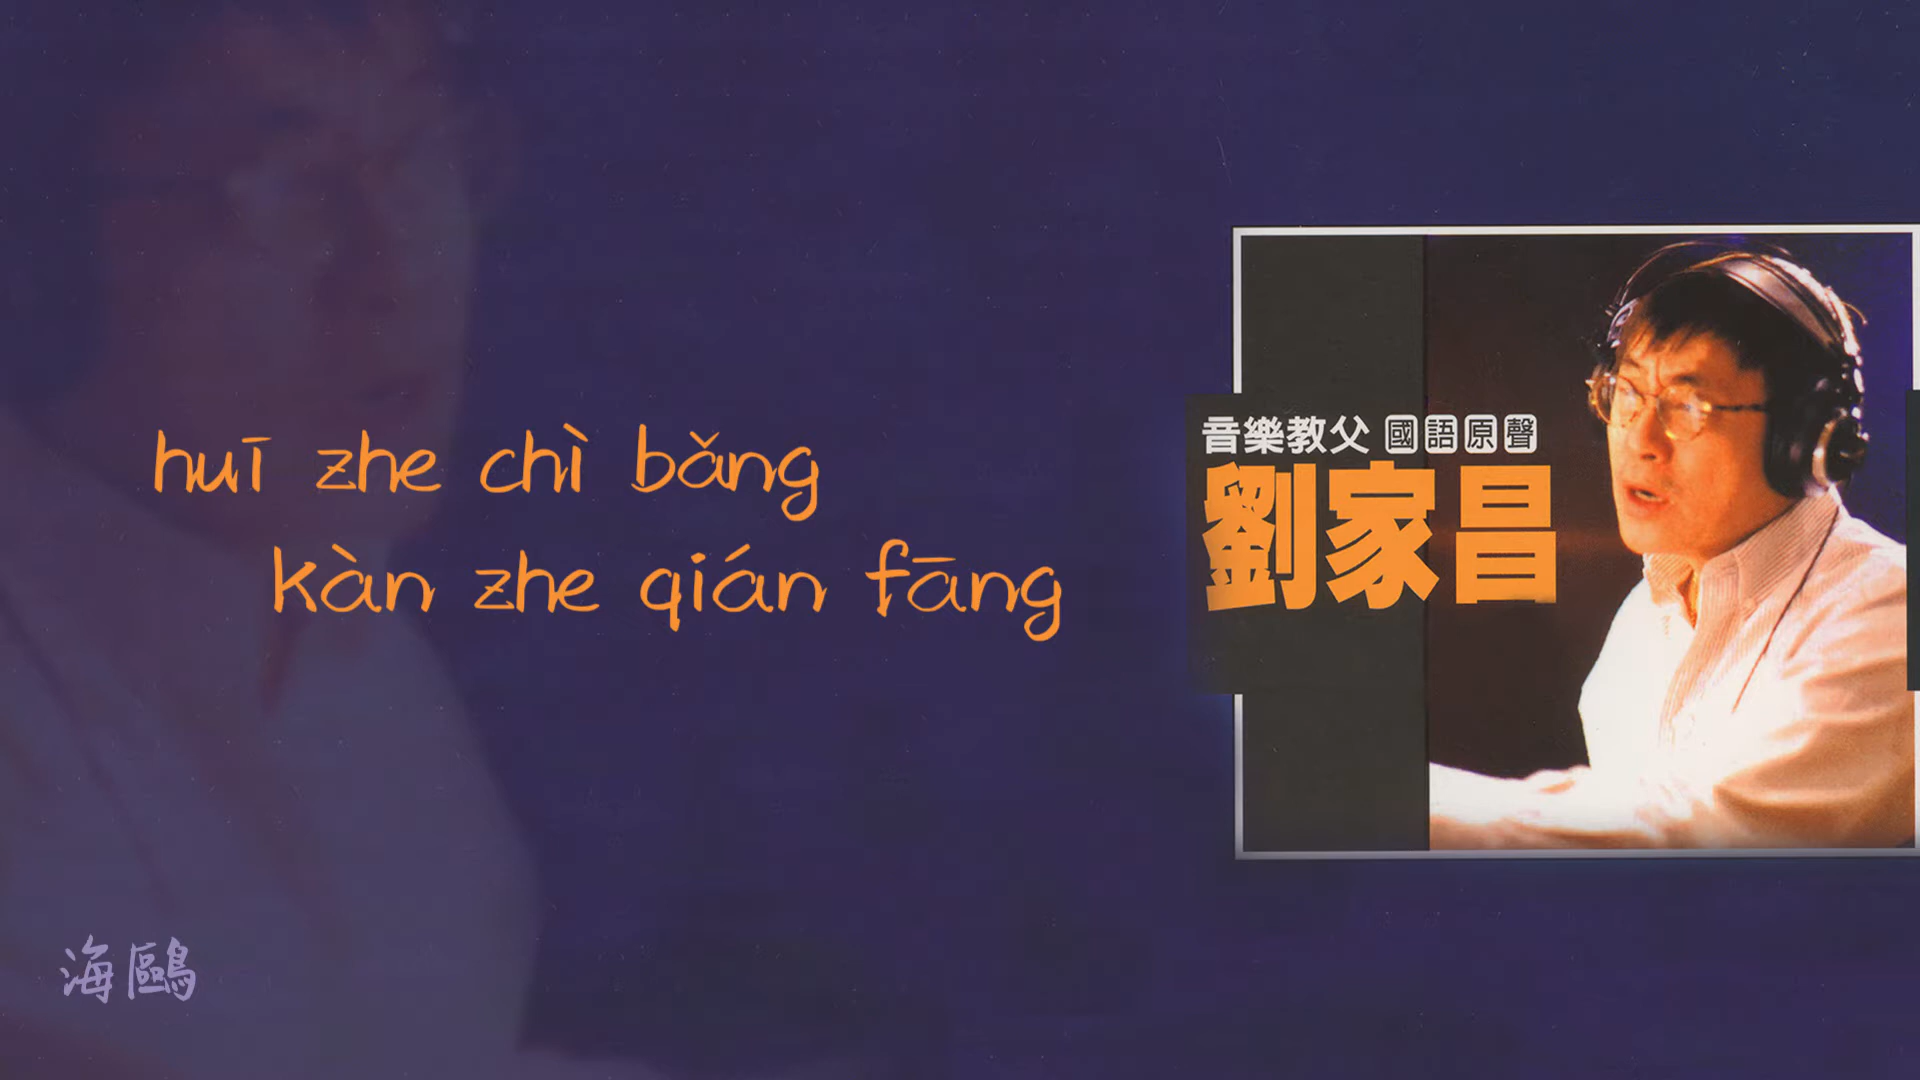 huī zhe chì bǎng
kàn zhe qián fāng
音樂教父 國語原聲
劉家昌
海鷗